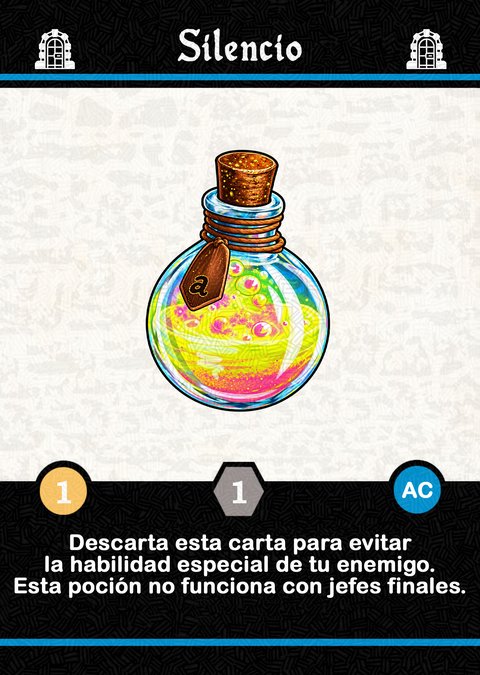 Silencio
a
1
1
AC
Descarta esta carta para evitar
la habilidad especial de tu enemigo.
Esta poción no funciona con jefes finales.